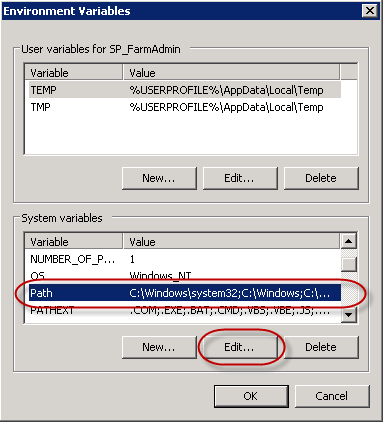 Environment Variables
User variables for SP_FarmAdmin
Variable Value
TEMP %USERPROFILE%\AppData\Local\Temp
TMP %USERPROFILE%\AppData\Local\Temp
New... Edit... Delete
System variables
Variable Value
NUMBER_OF_P... 1
OS Windows_NT
Path C:\Windows\system32;C:\Windows;C:\...
PATHEXT .COM;.EXE;.BAT;.CMD;.VBS;.VBE;.JS;....
New... Edit... Delete
OK Cancel